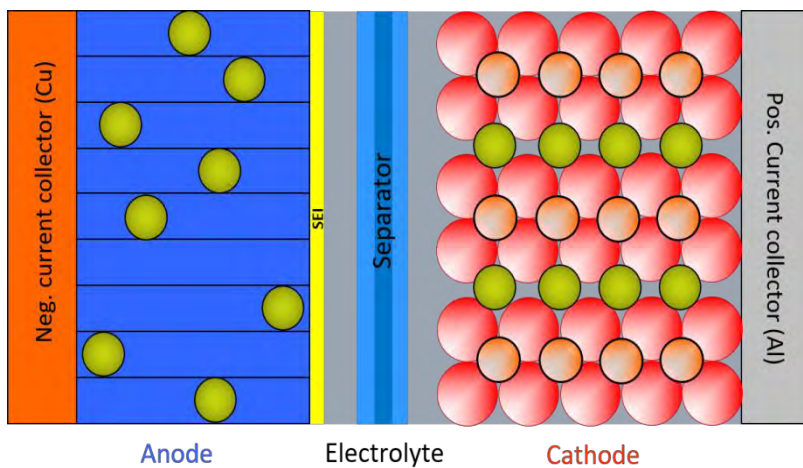 Neg. current collector (Cu)
SEI
Separator
Pos. Current collector (Al)
Anode
Electrolyte
Cathode